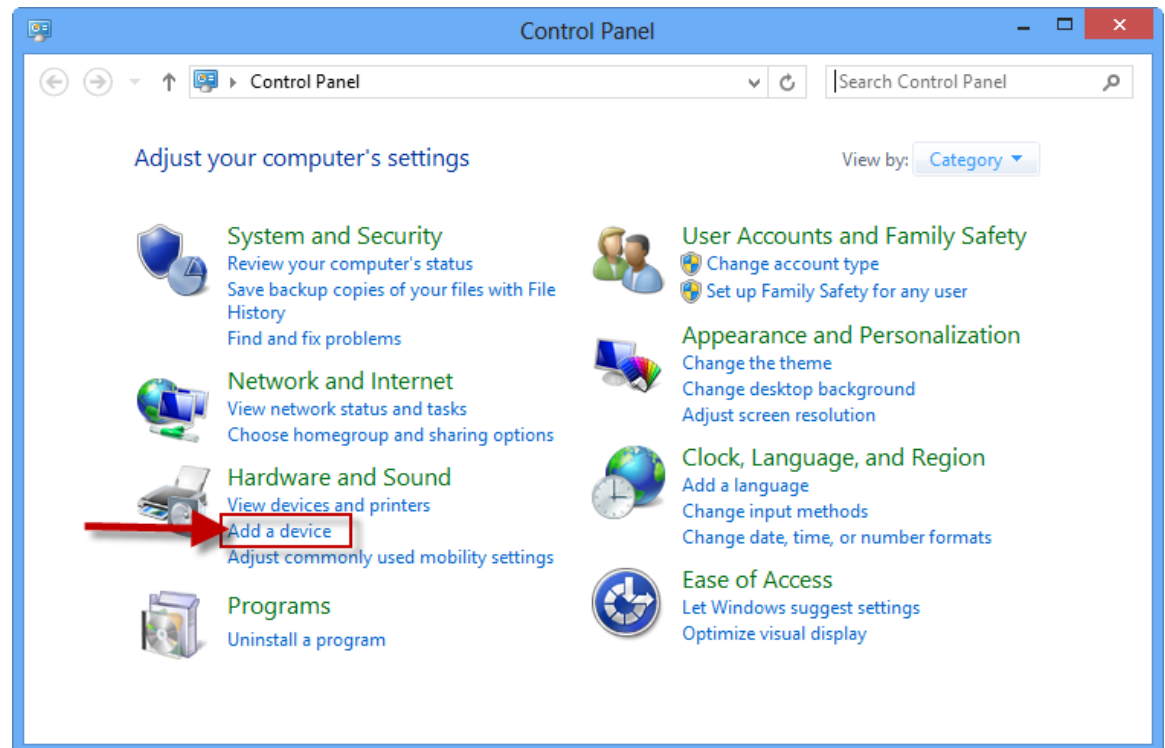 Control Panel
Control Panel
Search Control Panel
Adjust your computer's settings
View by: Category
System and Security
Review your computer's status
Save backup copies of your files with File
History
Find and fix problems
Network and Internet
View network status and tasks
Choose homegroup and sharing options
Hardware and Sound
View devices and printers
Add a device
Adjust commonly used mobility settings
Programs
Uninstall a program
User Accounts and Family Safety
Change account type
Set up Family Safety for any user
Appearance and Personalization
Change the theme
Change desktop background
Adjust screen resolution
Clock, Language, and Region
Add a language
Change input methods
Change date, time, or number formats
Ease of Access
Let Windows suggest settings
Optimize visual display